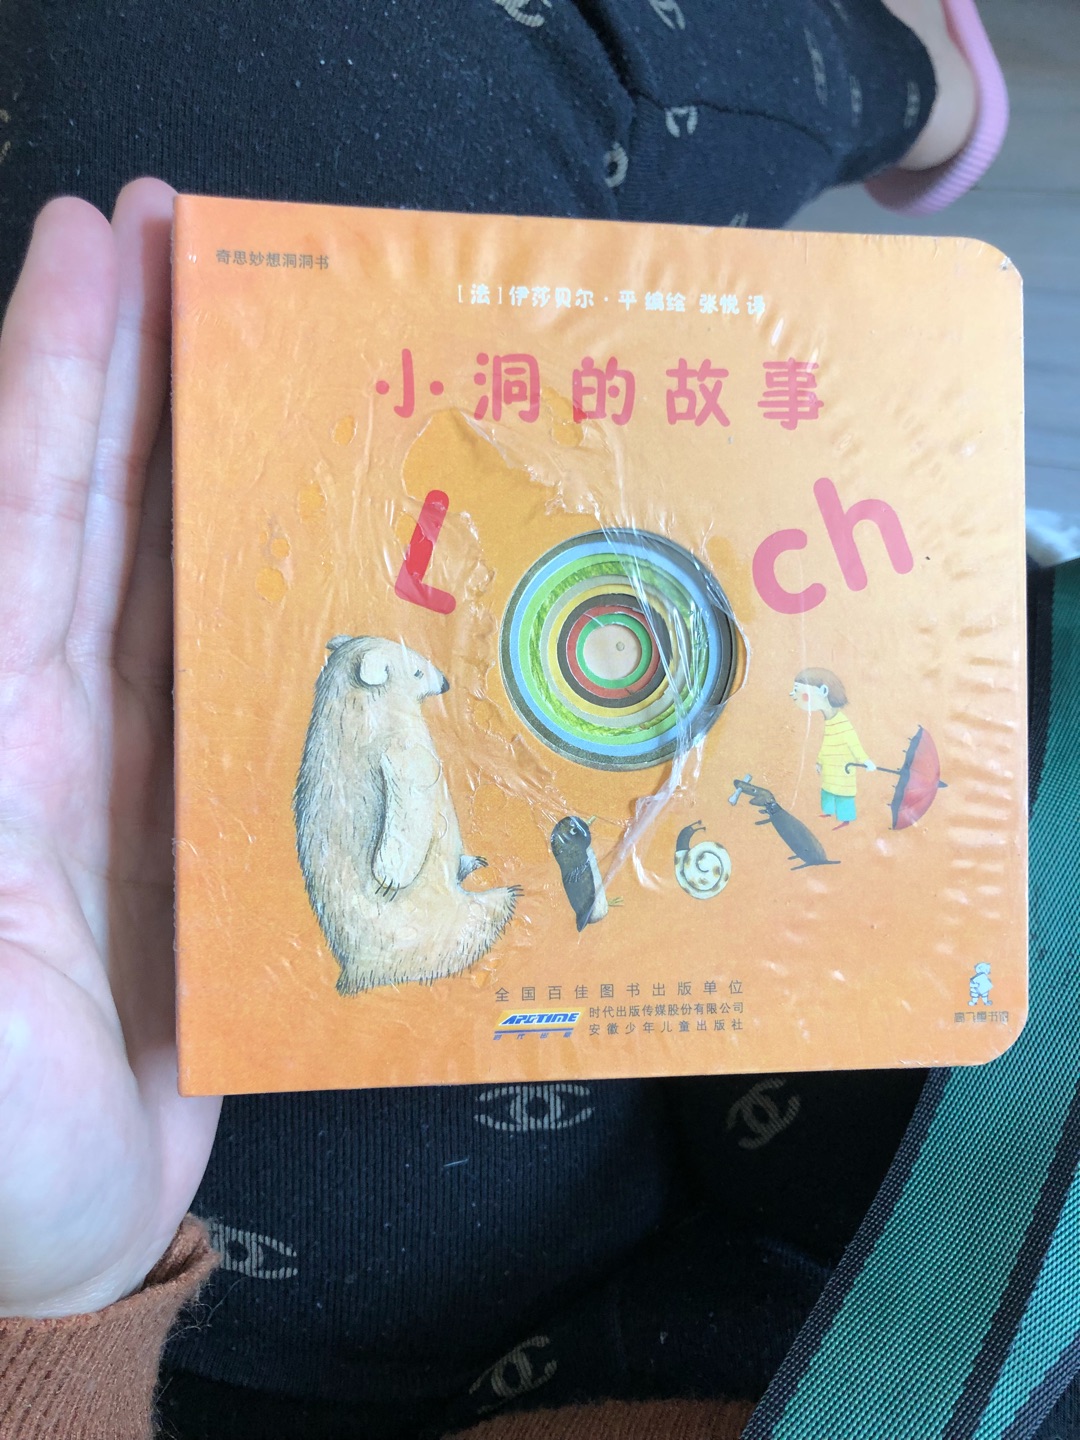 奇思妙想洞洞书
[法]伊莎贝尔·平 编绘 张悦 译
小洞的故事
L ch
全国百佳图书出版单位
APGTIME
时代出版传媒股份有限公司
安徽少年儿童出版社